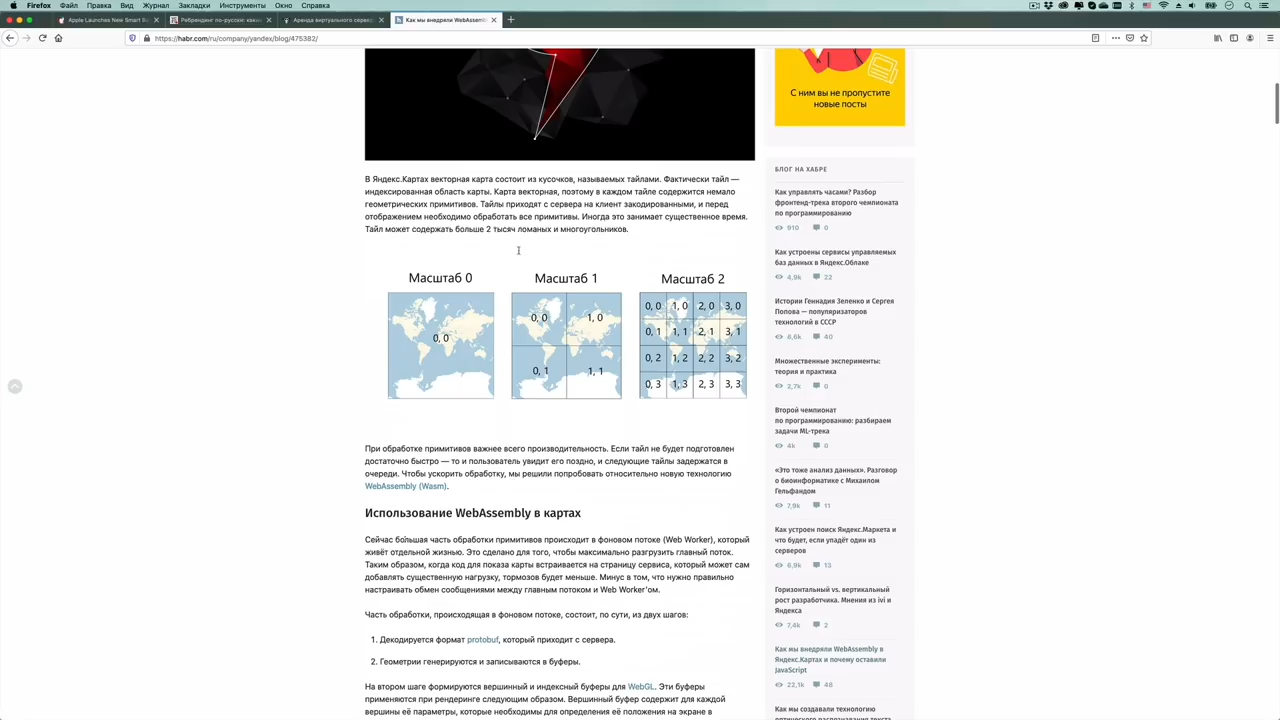 Firefox Файл Правка Вид Журнал Закладки Инструменты Окно Справка
Apple Launches New Smart B
Ребрендинг по-русски: каки
Аренда виртуального сервер
Как мы внедряли WebAssembl
https://habr.com/ru/company/yandex/blog/475382/
С ним вы не пропустите
новые посты
В Яндекс.Картах векторная карта состоит из кусочков, называемых тайлами. Фактически тайл —
индексированная область карты. Карта векторная, поэтому в каждом тайле содержится немало
геометрических примитивов. Тайлы приходят с сервера на клиент закодированными, и перед
отображением необходимо обработать все примитивы. Иногда это занимает существенное время.
Тайл может содержать больше 2 тысяч ломаных и многоугольников.
Масштаб 0 Масштаб 1 Масштаб 2
0, 0
0, 0 1, 0
0, 1 1, 1
0, 0 1, 0 2, 0 3, 0
0, 1 1, 1 2, 1 3, 1
0, 2 1, 2 2, 2 3, 2
0, 3 1, 3 2, 3 3, 3
При обработке примитивов важнее всего производительность. Если тайл не будет подготовлен
достаточно быстро — то и пользователь увидит его поздно, и следующие тайлы задержатся в
очереди. Чтобы ускорить обработку, мы решили попробовать относительно новую технологию
WebAssembly (Wasm).
Использование WebAssembly в картах
Сейчас бо́льшая часть обработки примитивов происходит в фоновом потоке (Web Worker), который
живёт отдельной жизнью. Это сделано для того, чтобы максимально разгрузить главный поток.
Таким образом, когда код для показа карты встраивается на страницу сервиса, который может сам
добавлять существенную нагрузку, тормозов будет меньше. Минус в том, что нужно правильно
настраивать обмен сообщениями между главным потоком и Web Worker'ом.
Часть обработки, происходящая в фоновом потоке, состоит, по сути, из двух шагов:
1. Декодируется формат protobuf, который приходит с сервера.
2. Геометрии генерируются и записываются в буферы.
На втором шаге формируются вершинный и индексный буферы для WebGL. Эти буферы
применяются при рендеринге следующим образом. Вершинный буфер содержит для каждой
вершины её параметры, которые необходимы для определения её положения на экране в
БЛОГ НА ХАБРЕ
Как управлять часами? Разбор
фронтенд-трека второго чемпионата
по программированию
910 0
Как устроены сервисы управляемых
баз данных в Яндекс.Облаке
4,9k 22
Истории Геннадия Зеленко и Сергея
Попова — популяризаторов
технологий в СССР
6,6k 40
Множественные эксперименты:
теория и практика
2,7k 0
Второй чемпионат
по программированию: разбираем
задачи ML-трека
4k 0
«Это тоже анализ данных». Разговор
о биоинформатике с Михаилом
Гельфандом
7,9k 11
Как устроен поиск Яндекс.Маркета и
что будет, если упадёт один из
серверов
6,9k 13
Горизонтальный vs. вертикальный
рост разработчика. Мнения из ivi и
Яндекса
7,4k 2
Как мы внедряли WebAssembly в
Яндекс.Картах и почему оставили
JavaScript
22,1k 48
Как мы создавали технологию
оптического распознавания текста